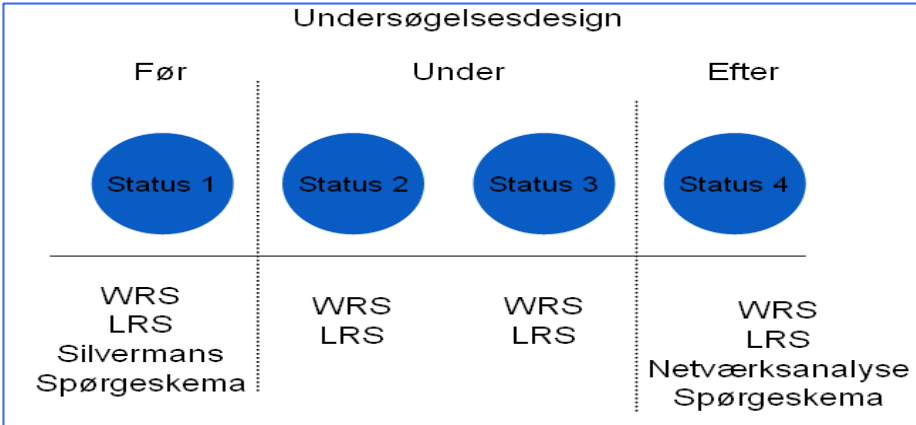 Undersøgelsesdesign
Før Under Efter
Status 1 Status 2 Status 3 Status 4
WRS
LRS
Silvermans
Spørgeskema
WRS
LRS
WRS
LRS
WRS
LRS
Netværksanalyse
Spørgeskema